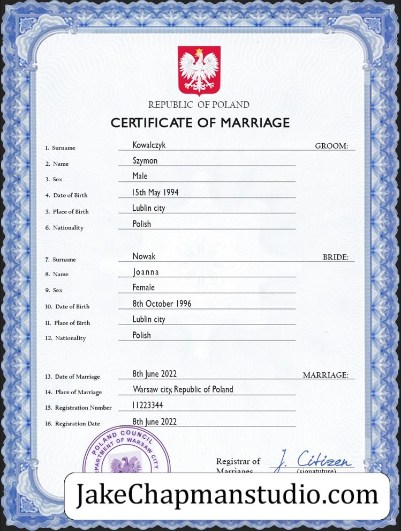 REPUBLIC OF POLAND
CERTIFICATE OF MARRIAGE
1. Surname Kowalczyk GROOM:
2. Name Szymon
3. Sex Male
4. Date of Birth 15th May 1994
5. Place of Birth Lublin city
6. Nationality Polish
7. Surname Nowak BRIDE:
8. Name Joanna
9. Sex Female
10. Date of Birth 8th October 1996
11. Place of Birth Lublin city
12. Nationality Polish
13. Date of Marriage 8th June 2022 MARRIAGE:
14. Place of Marriage Warsaw city, Republic of Poland
15. Registration Number 11223344
16. Registration Date 8th June 2022
POLAND COUNCIL
DEPARTMENT OF WARSAW CITY
Registrar of J. Citizen
Marriages (signatuture)
JakeChapmanstudio.com